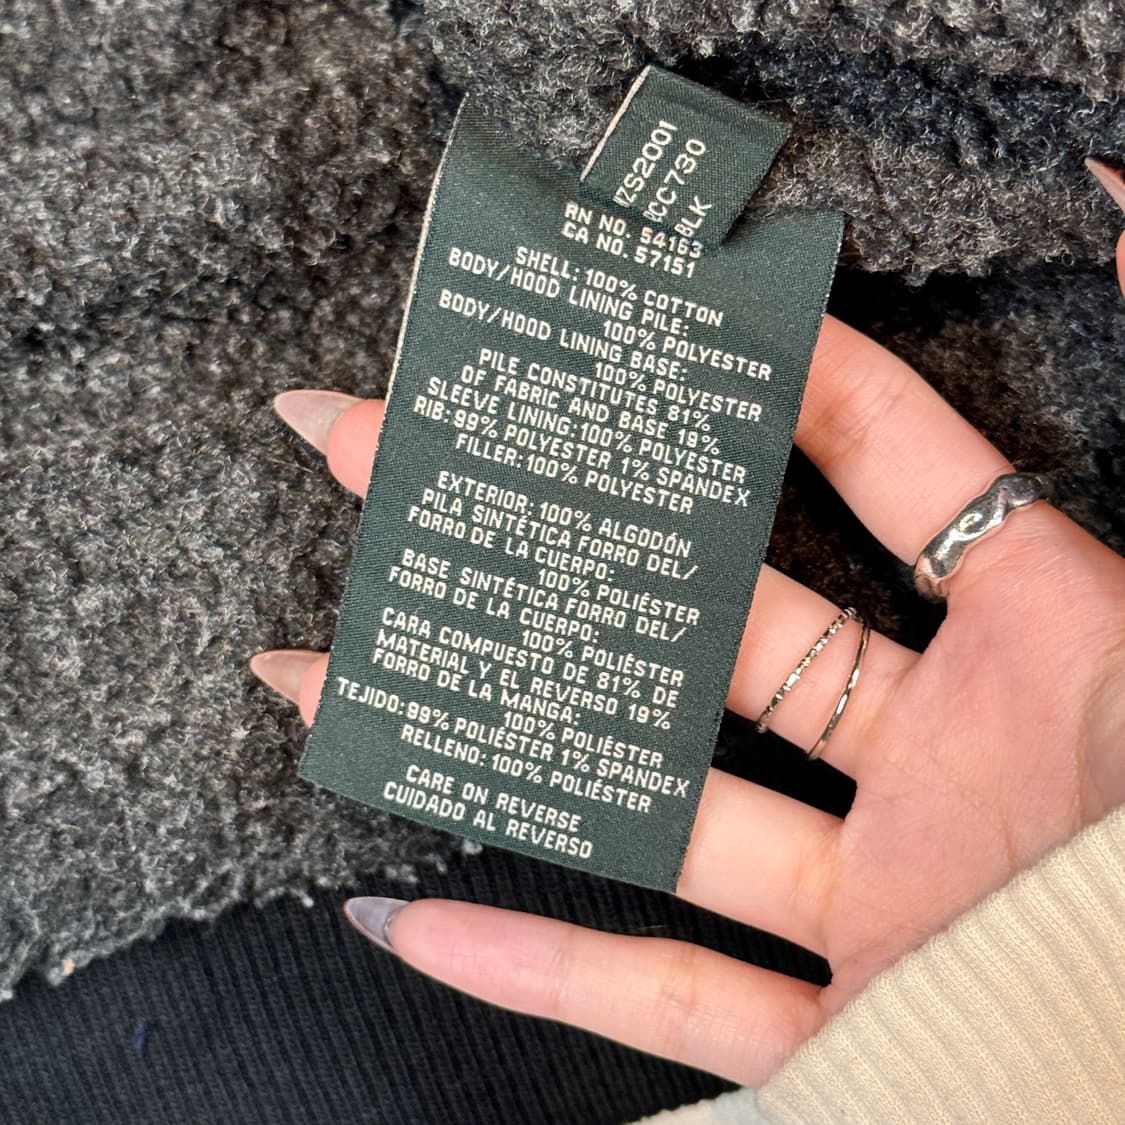 ZS2001
CC730
BLK
RN NO. 54163
CA NO. 57151
SHELL: 100% COTTON
BODY/HOOD LINING PILE:
100% POLYESTER
BODY/HOOD LINING BASE:
100% POLYESTER
PILE CONSTITUTES 81%
OF FABRIC AND BASE 19%
SLEEVE LINING: 100% POLYESTER
RIB: 99% POLYESTER 1% SPANDEX
FILLER: 100% POLYESTER
EXTERIOR: 100% ALGODÓN
PILA SINTÉTICA FORRO DEL/
FORRO DE LA CUERPO:
100% POLIÉSTER
BASE SINTÉTICA FORRO DEL/
FORRO DE LA CUERPO:
100% POLIÉSTER
CARA COMPUESTO DE 81% DE
MATERIAL Y EL REVERSO 19%
FORRO DE LA MANGA:
100% POLIÉSTER
TEJIDO: 99% POLIÉSTER 1% SPANDEX
RELLENO: 100% POLIÉSTER
CARE ON REVERSE
CUIDADO AL REVERSO